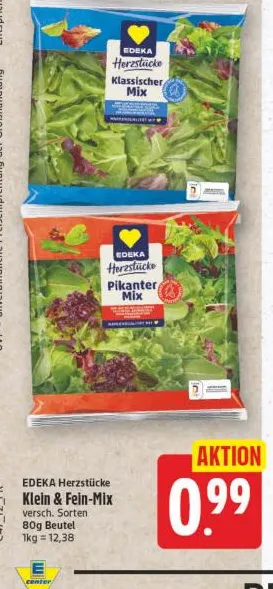 EDEKA
Herzstücke
Klassischer
Mix
EDEKA
Herzstücke
Pikanter
Mix
AKTION
0.99
EDEKA Herzstücke
Klein & Fein-Mix
versch. Sorten
80g Beutel
1kg = 12,38
E
center